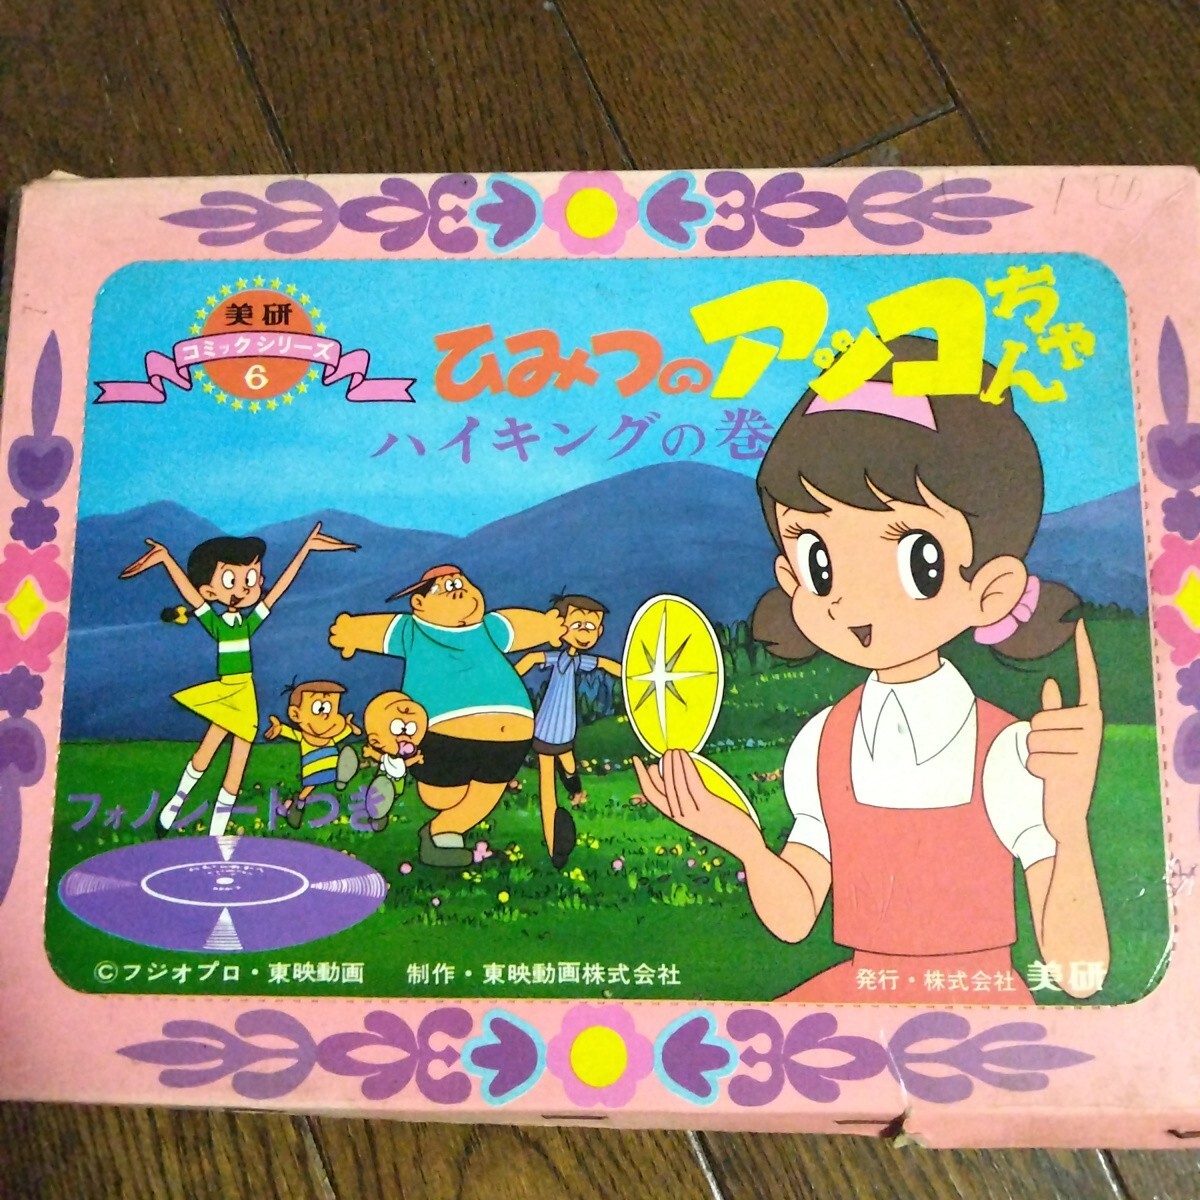 美研
コミックシリーズ
6
ひみつのアッコちゃん
ハイキングの巻
フォノシートつき
©フジオプロ・東映動画 制作・東映動画株式会社 発行・株式会社 美研